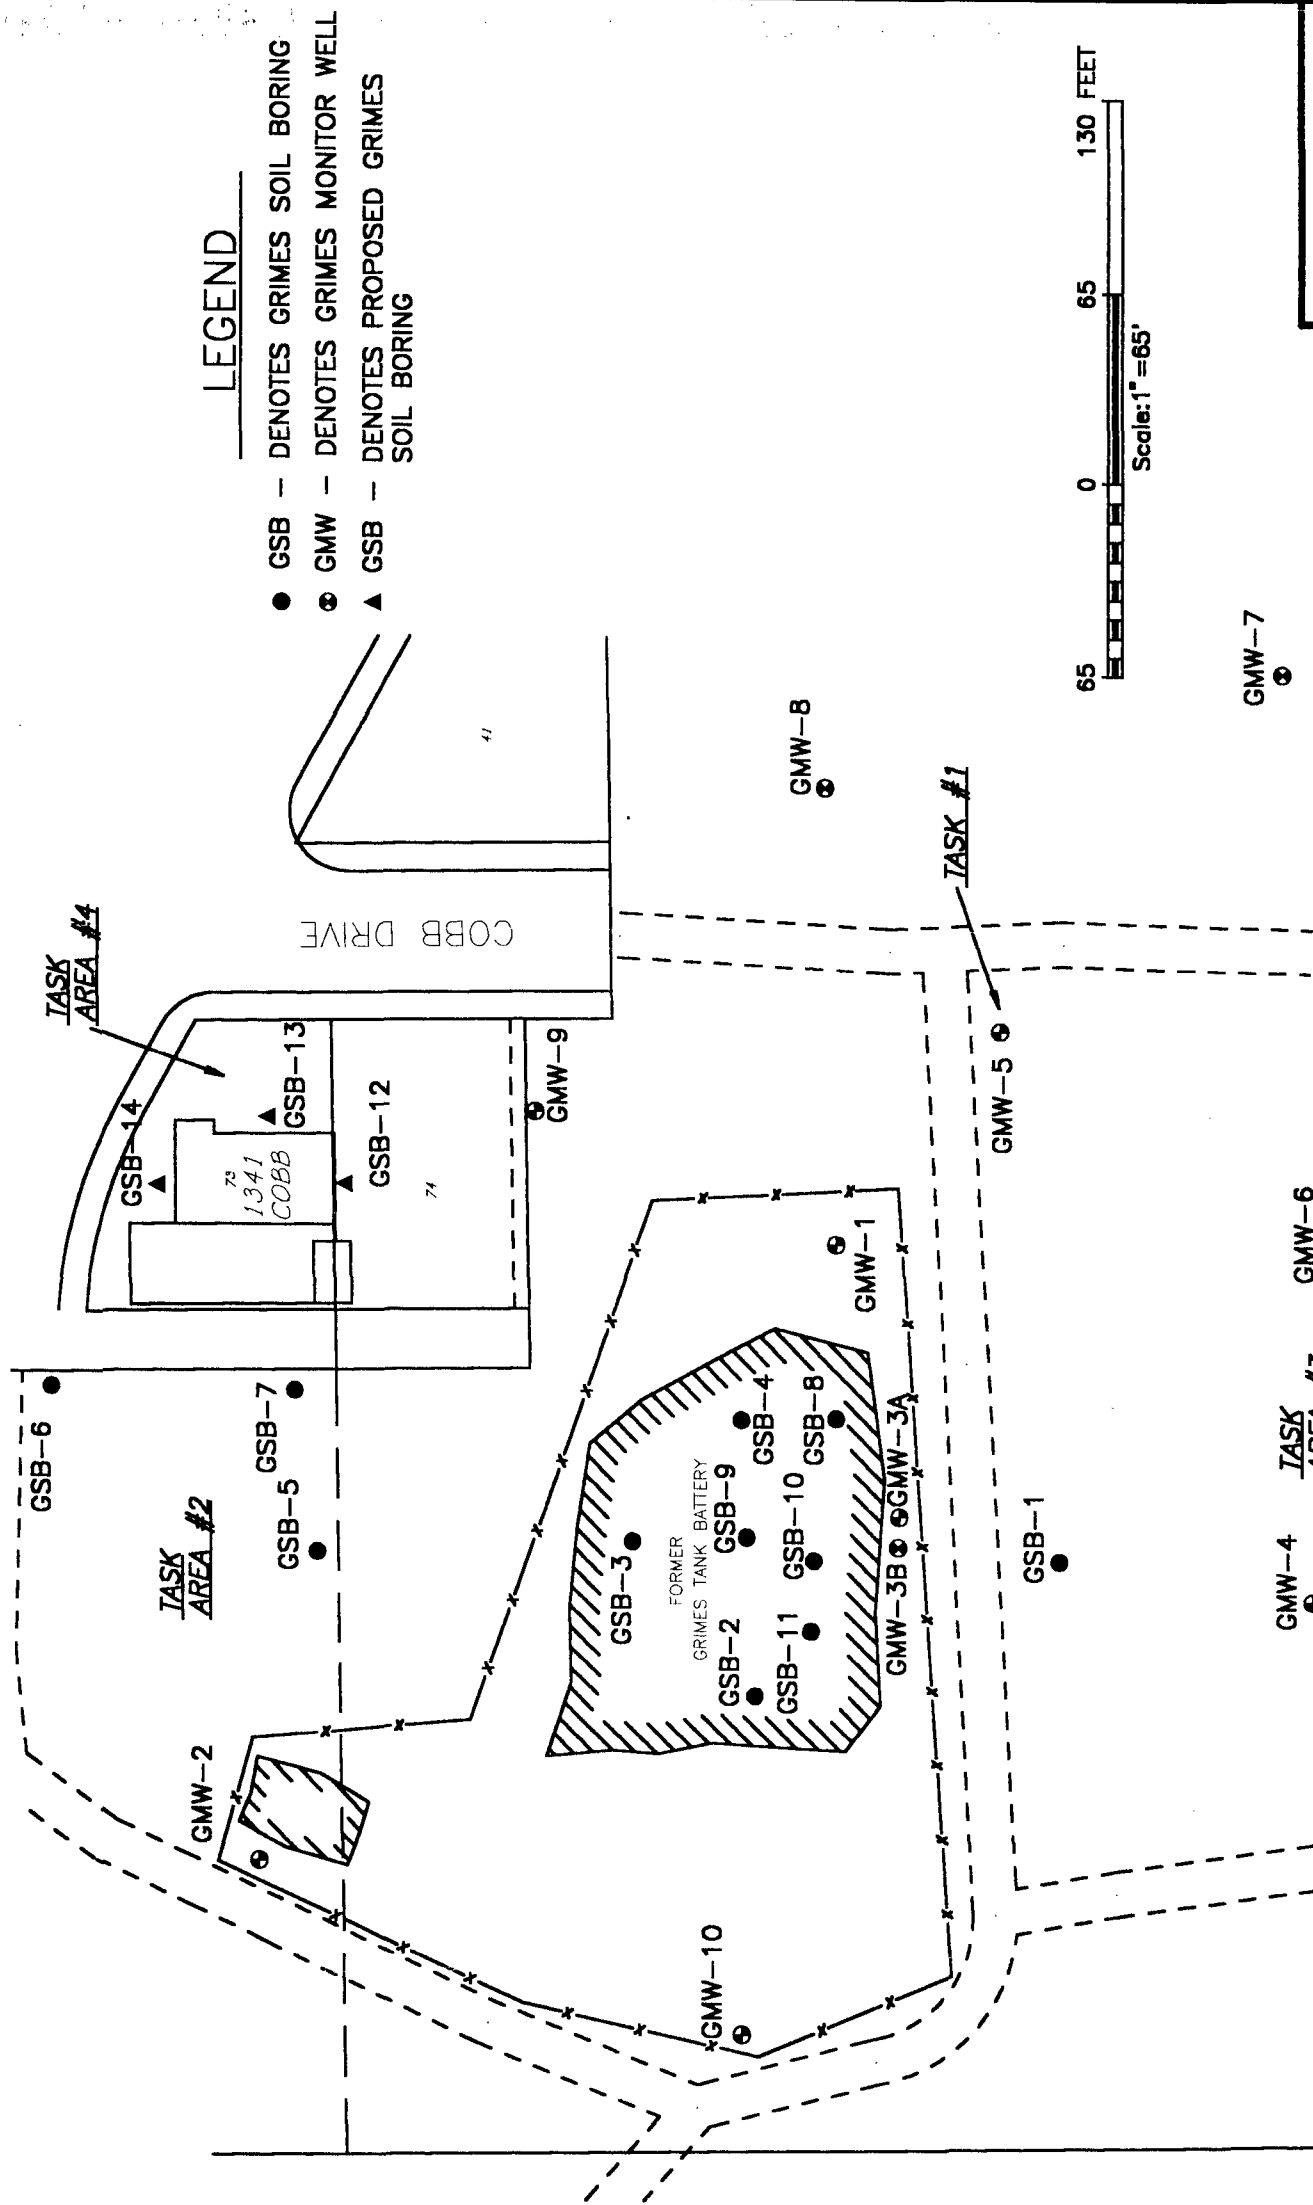 LEGEND
GSB – DENOTES GRIMES SOIL BORING
GMW – DENOTES GRIMES MONITOR WELL
GSB – DENOTES PROPOSED GRIMES
SOIL BORING
TASK
AREA #4
GSB-14
GSB-13
GSB-12
73
1341
COBB
74
COBB DRIVE
41
GMW-9
GMW-8
GMW-7
65 0 65 130 FEET
Scale:1"=65'
TASK #1
GMW-5
GSB-6
GSB-7
GSB-5
TASK
AREA #2
GMW-2
GMW-1
GSB-4
GSB-8
GSB-3
FORMER
GRIMES TANK BATTERY
GSB-9
GSB-10
GSB-2
GSB-11
GMW-3B
GMW-3A
GMW-10
GSB-1
GMW-4
TASK
GMW-6